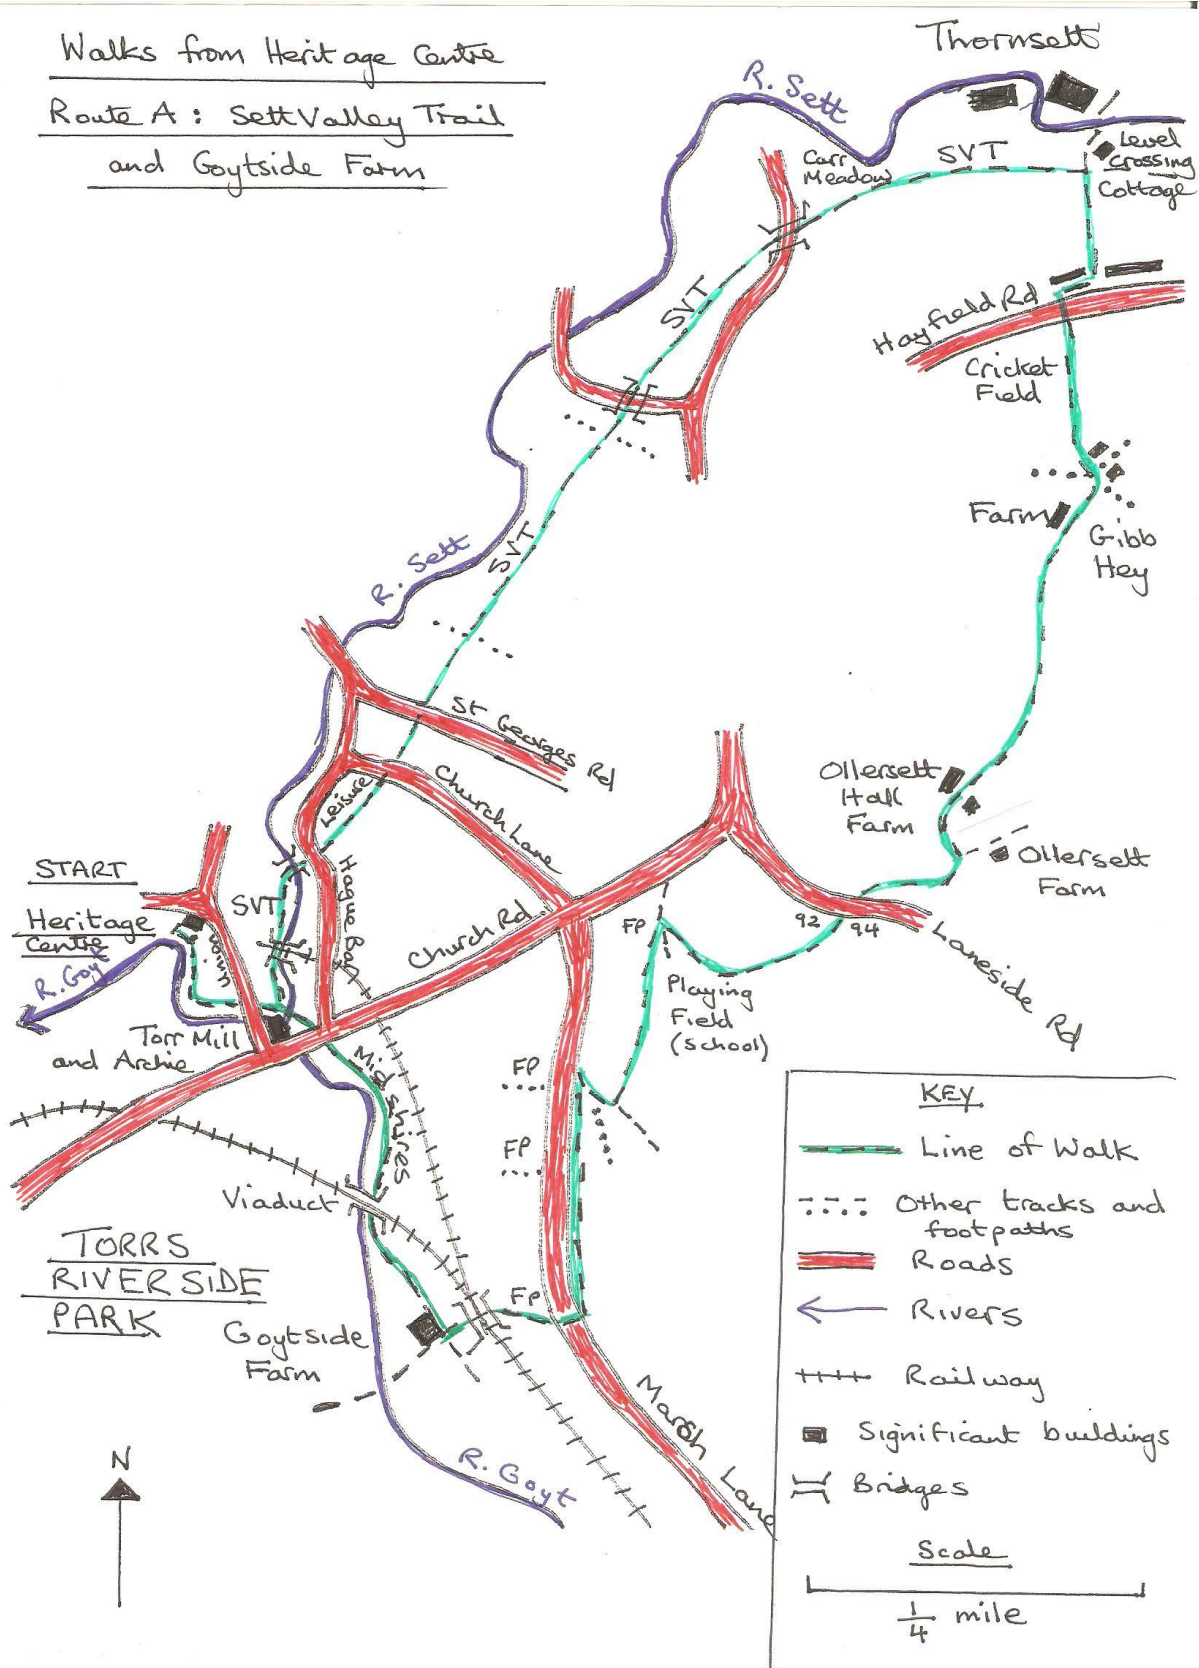 Walks from Heritage Centre
Route A: Sett Valley Trail
and Goytside Farm
Thornsett
R. Sett
Carr
Meadow
SVT
Level
Crossing
Cottage
SVT
Hayfield Rd
Cricket
Field
Farm
Gibb
Hey
SVT
R. Sett
St Georges Rd
Leisure
Church Lane
Ollersett
Hall
Farm
Ollersett
Farm
START
Heritage
Centre
SVT
Union
Hague Bar
Church Rd
FP
92
94
Laneside Rd
R. Goyt
Torr Mill
and Archie
Playing
Field
(School)
Midshires
FP
FP
Viaduct
TORRS
RIVERSIDE
PARK
FP
Goytside
Farm
Marsh Lane
R. Goyt
N
KEY
Line of Walk
Other tracks and
footpaths
Roads
Rivers
Railway
Significant buildings
Bridges
Scale
1/4 mile